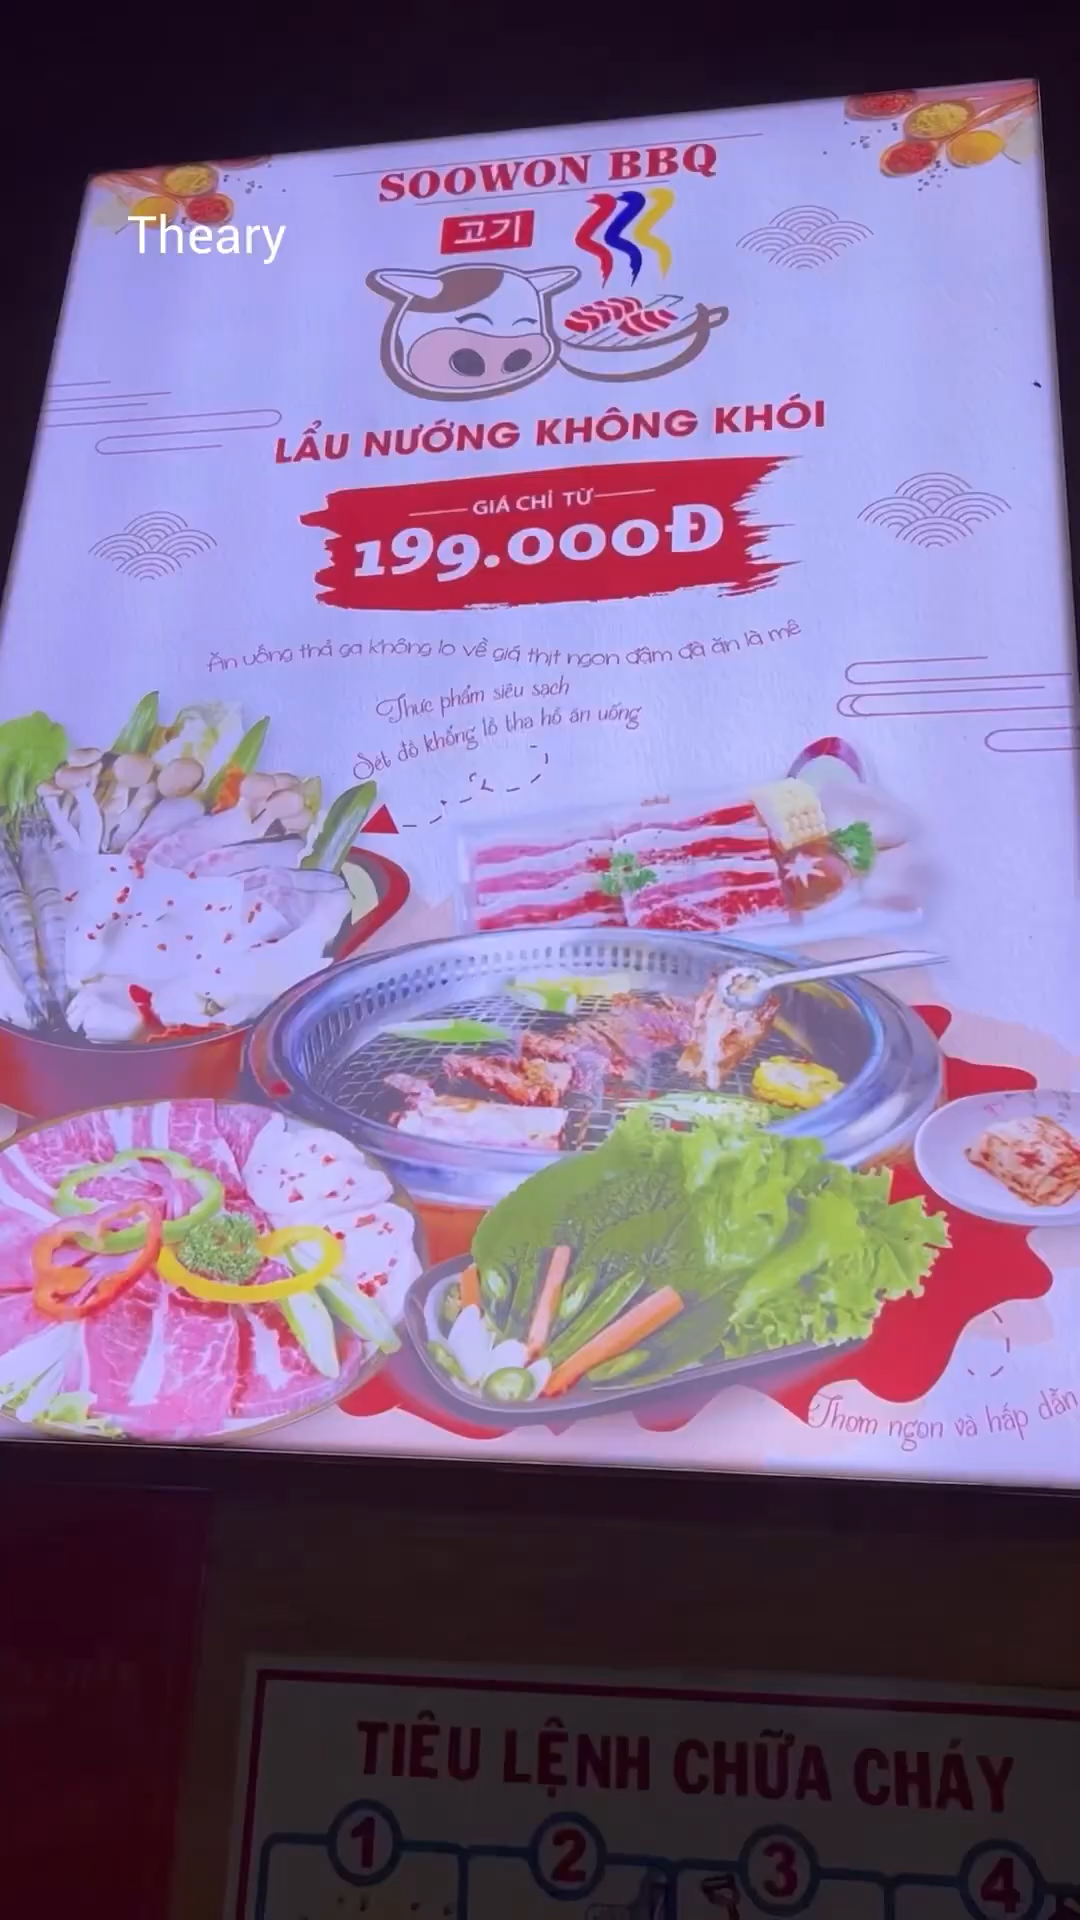 SOOWON BBQ
고기
Theary
LẨU NƯỚNG KHÔNG KHÓI
GIÁ CHỈ TỪ
199.000Đ
Ăn uống thả ga không lo về giá thịt ngon đậm đà ăn là mê
Thực phẩm siêu sạch
Sét đồ khổng lồ tha hồ ăn uống
Thơm ngon và hấp dẫn
TIÊU LỆNH CHỮA CHÁY
1 2 3 4